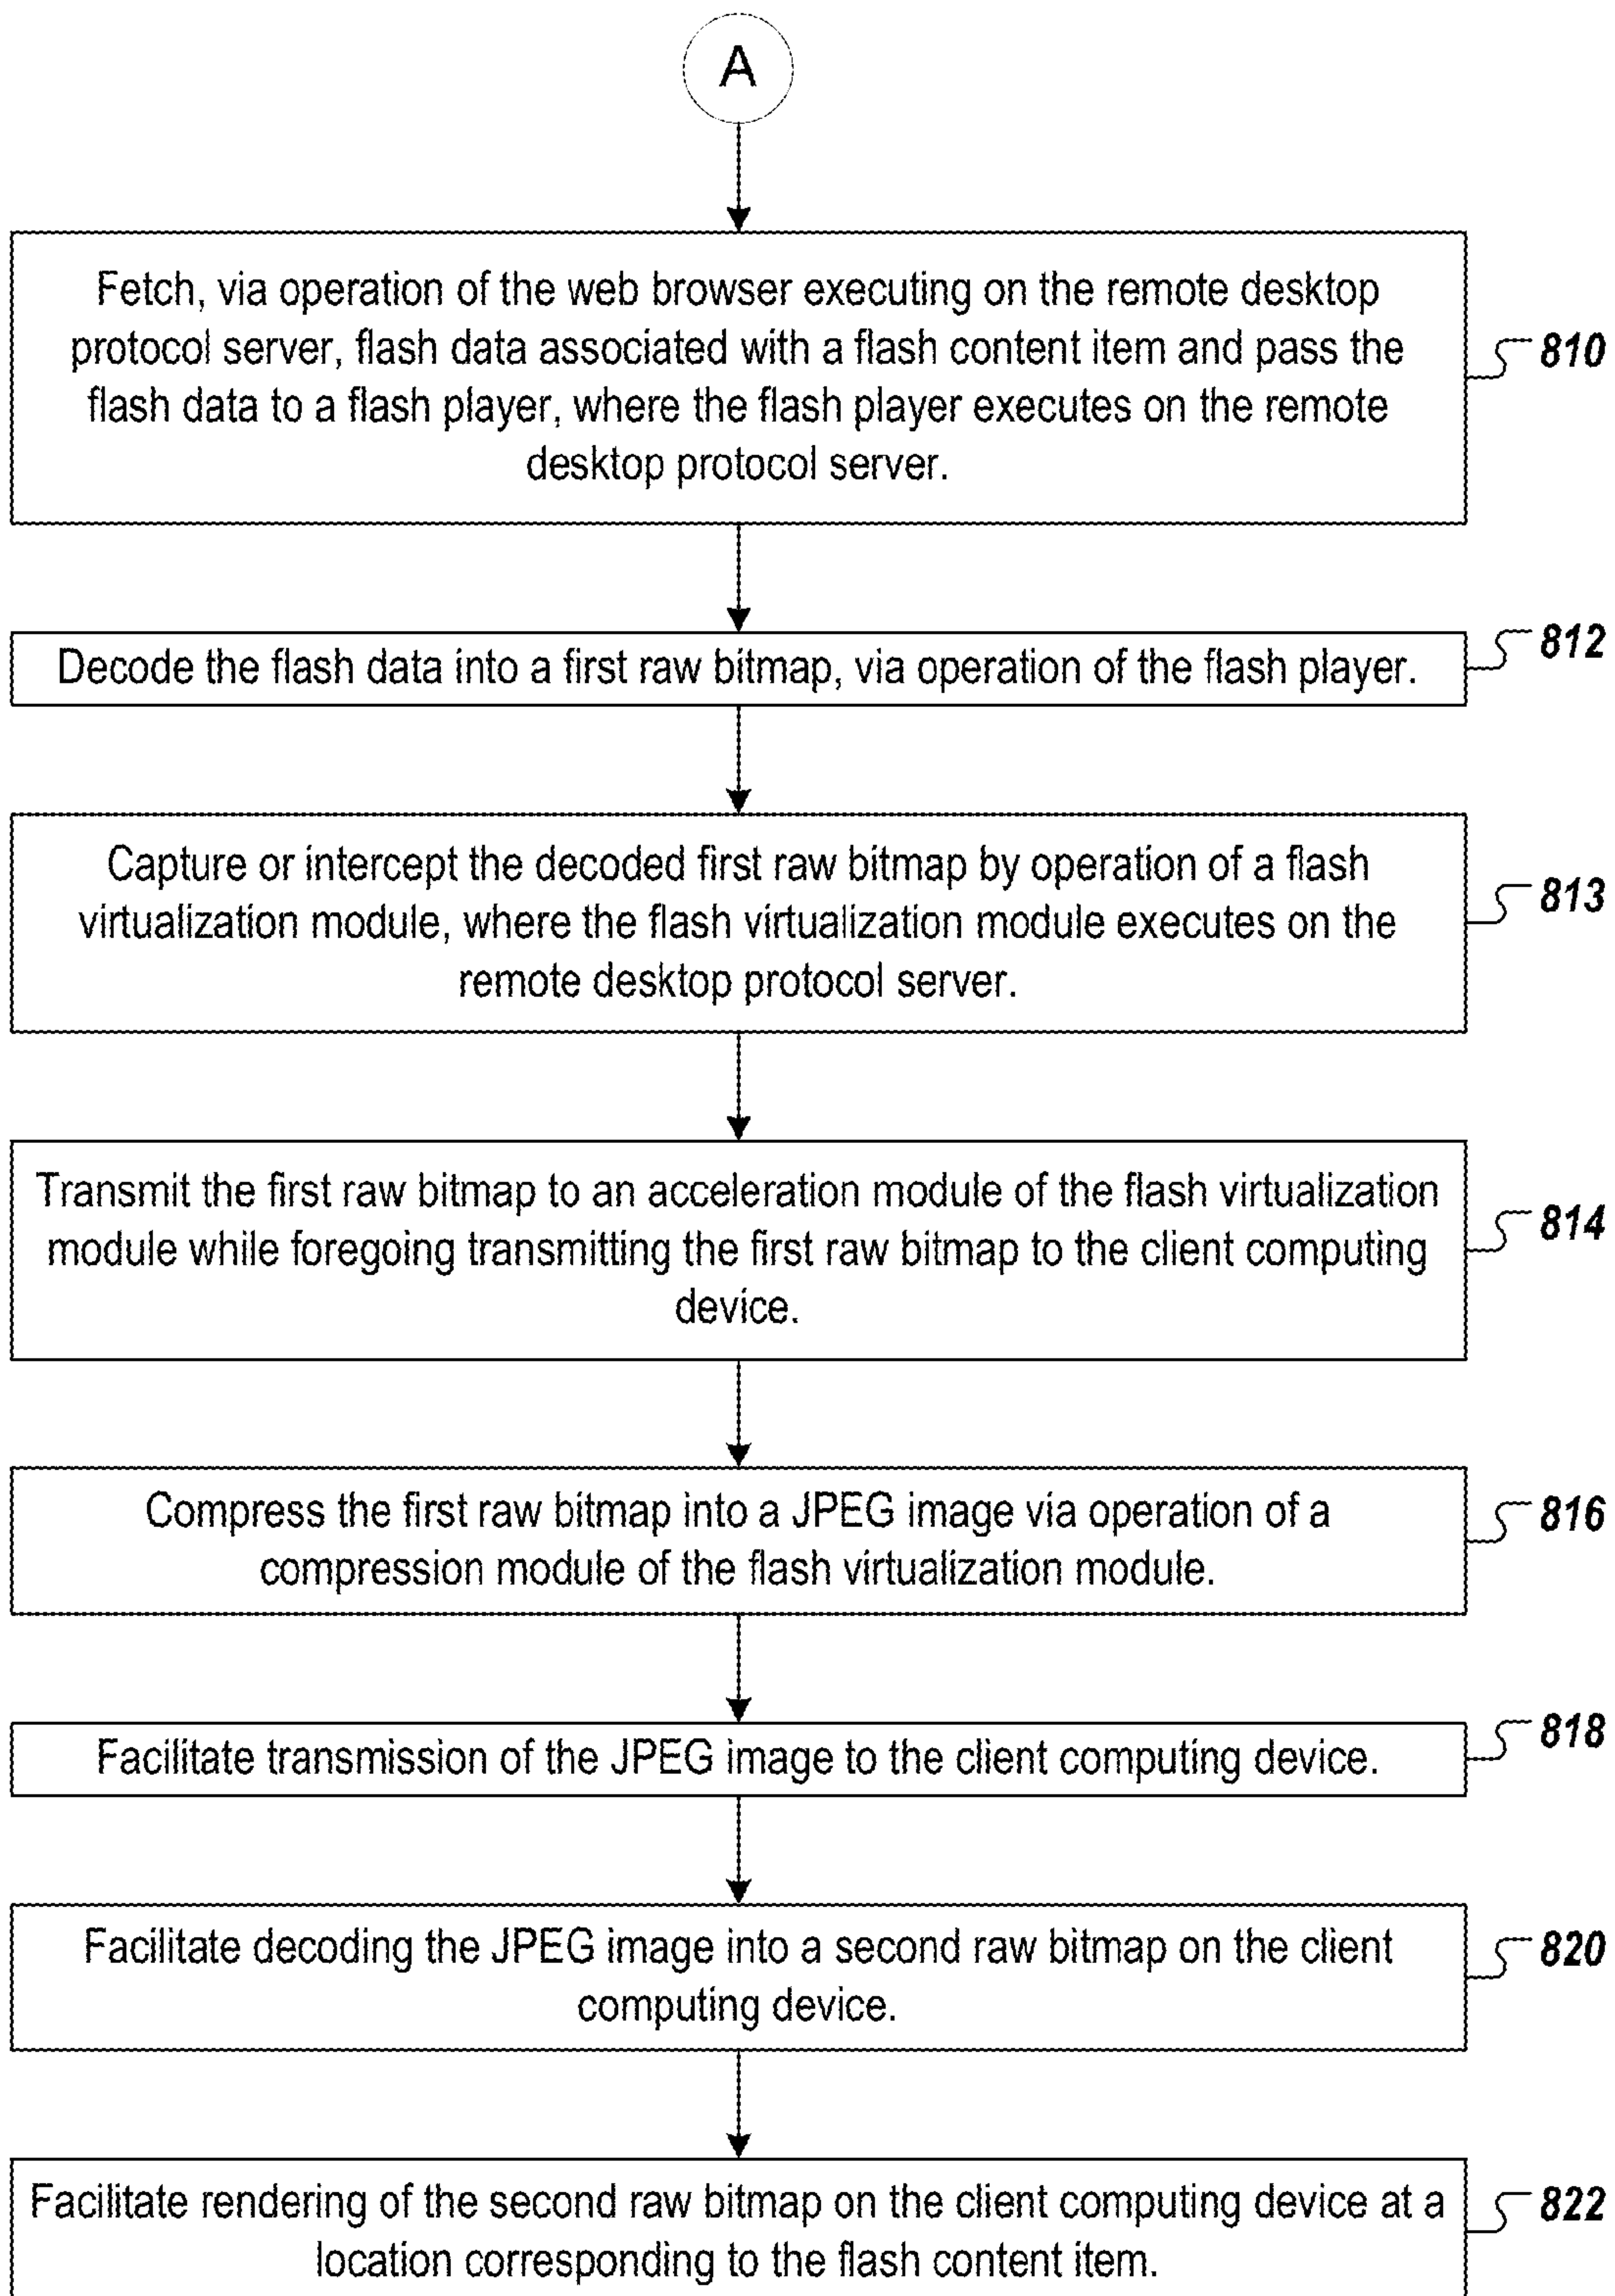 A
Fetch, via operation of the web browser executing on the remote desktop
protocol server, flash data associated with a flash content item and pass the
flash data to a flash player, where the flash player executes on the remote
desktop protocol server.
810
Decode the flash data into a first raw bitmap, via operation of the flash player.
812
Capture or intercept the decoded first raw bitmap by operation of a flash
virtualization module, where the flash virtualization module executes on the
remote desktop protocol server.
813
Transmit the first raw bitmap to an acceleration module of the flash virtualization
module while foregoing transmitting the first raw bitmap to the client computing
device.
814
Compress the first raw bitmap into a JPEG image via operation of a
compression module of the flash virtualization module.
816
Facilitate transmission of the JPEG image to the client computing device.
818
Facilitate decoding the JPEG image into a second raw bitmap on the client
computing device.
820
Facilitate rendering of the second raw bitmap on the client computing device at a
location corresponding to the flash content item.
822